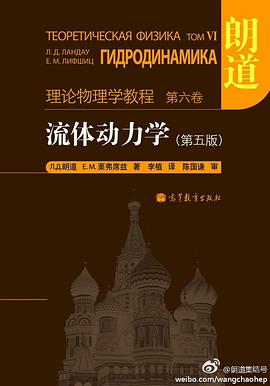 ТЕОРЕТИЧЕСКАЯ ФИЗИКА ТОМ VI
Л. Д. ЛАНДАУ
Е. М. ЛИФШИЦ
ГИДРОДИНАМИКА
朗道
理论物理学教程 第六卷
流体动力学(第五版)
Л.Д.朗道 Е.М.栗弗席兹 著 李植 译 陈国谦 审
高等教育出版社
@朗道集结号
weibo.com/wangchaohep